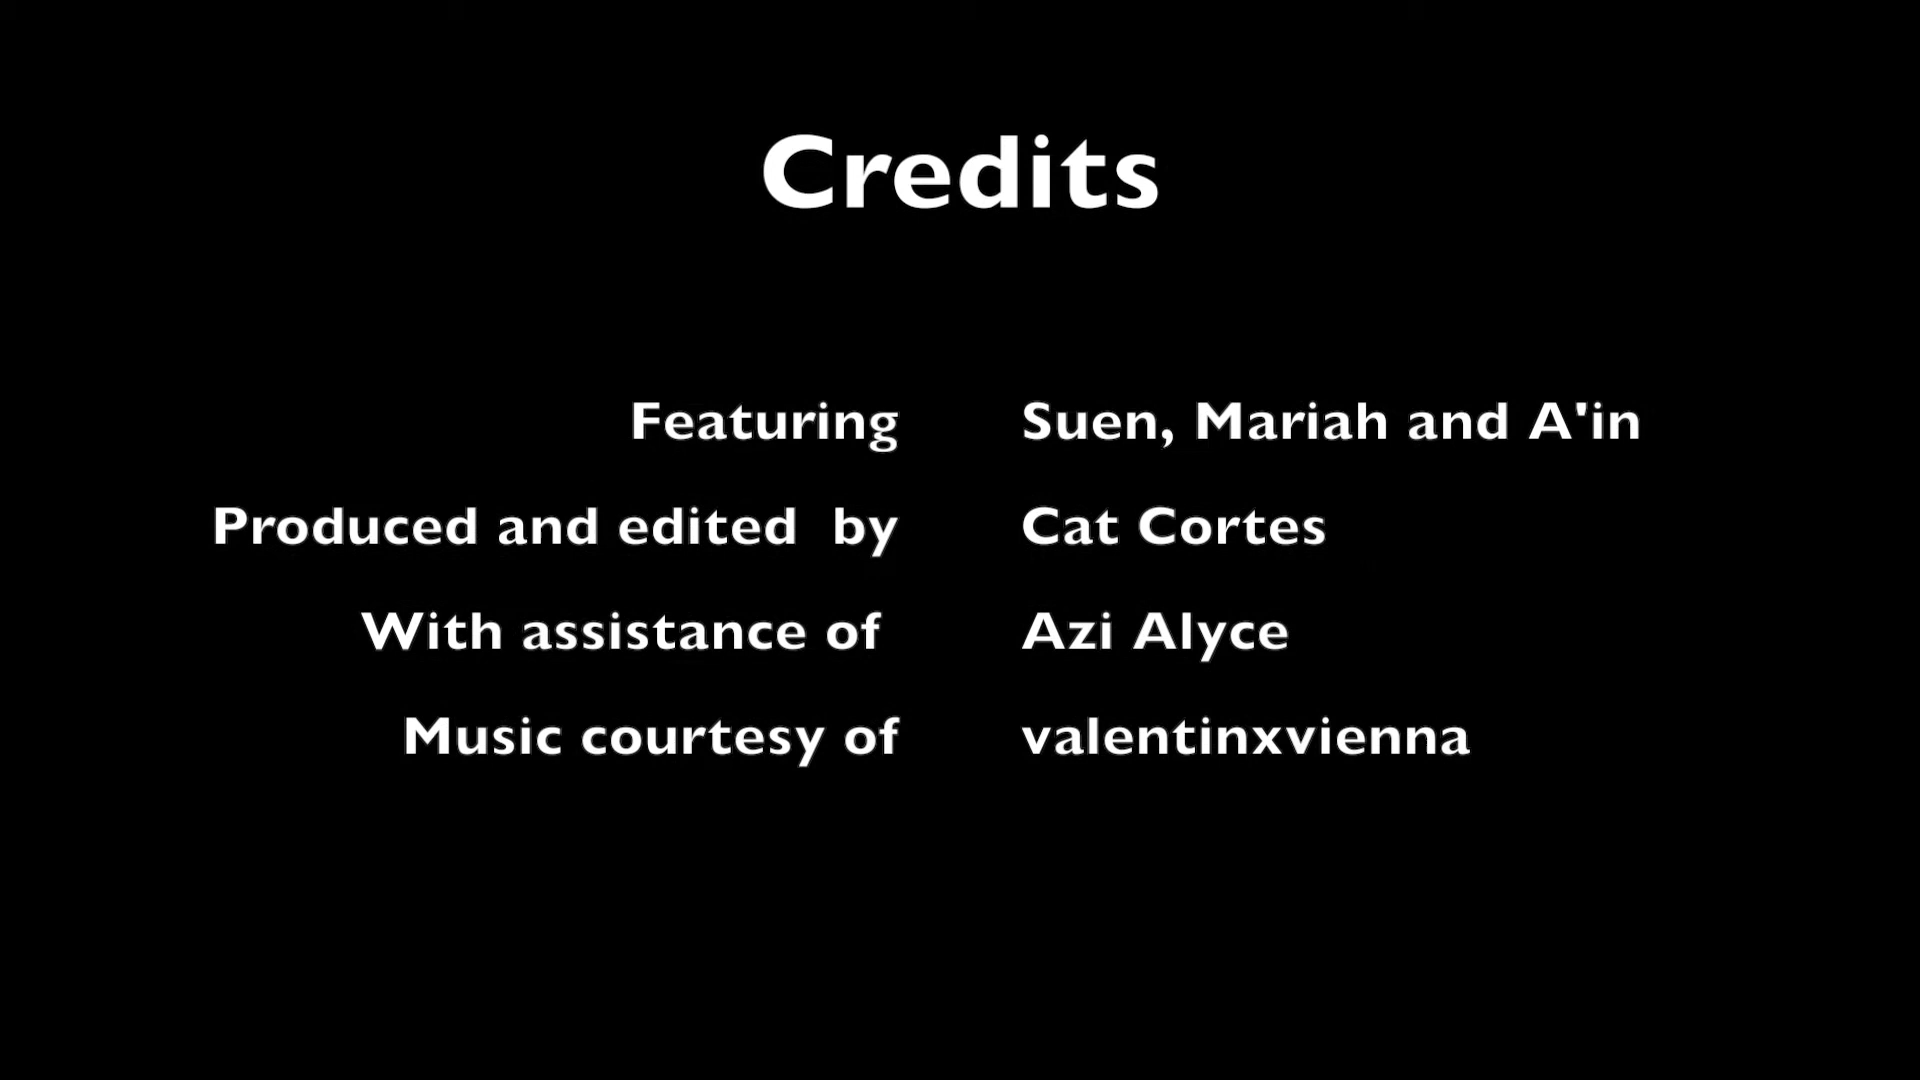 Credits
Featuring Suen, Mariah and A'in
Produced and edited  by Cat Cortes
With assistance of Azi Alyce
Music courtesy of valentinxvienna